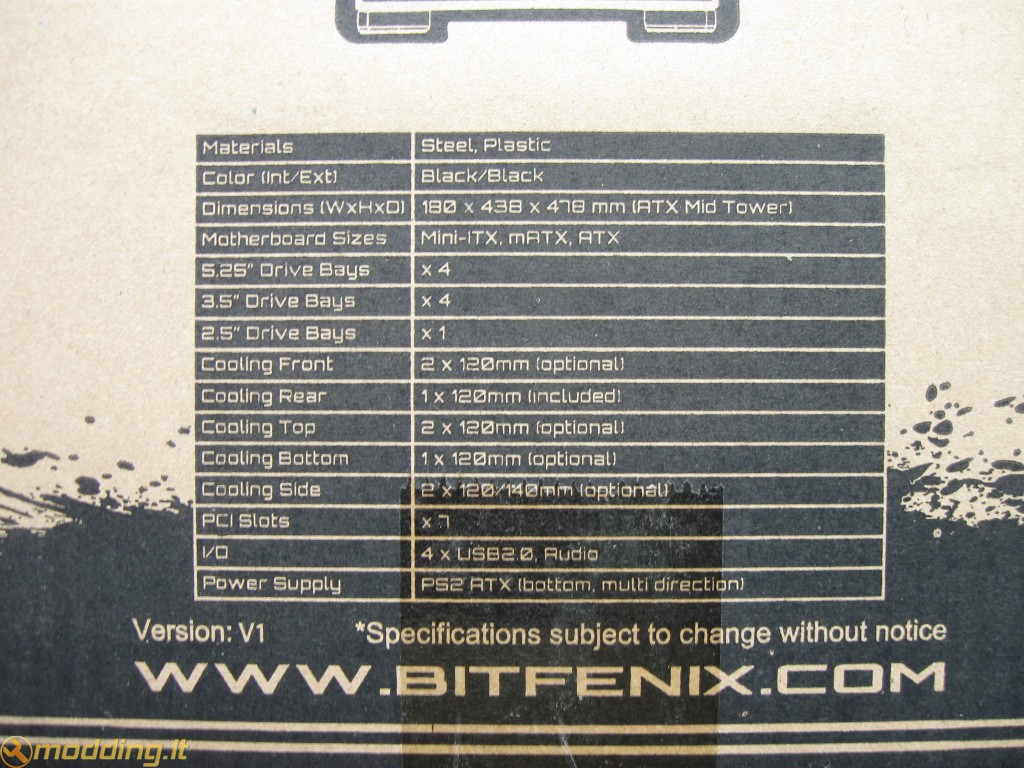 Materials Steel, Plastic
Color (Int/Ext) Black/Black
Dimensions (WxHxD) 180 x 438 x 478 mm (ATX Mid Tower)
Motherboard Sizes Mini-ITX, mATX, ATX
5.25" Drive Bays x 4
3.5" Drive Bays x 4
2.5" Drive Bays x 1
Cooling Front 2 x 120mm (optional)
Cooling Rear 1 x 120mm (included)
Cooling Top 2 x 120mm (optional)
Cooling Bottom 1 x 120mm (optional)
Cooling Side 2 x 120/140mm (optional)
PCI Slots x 7
I/O 4 x USB2.0, Audio
Power Supply PS2 ATX (bottom, multi direction)
Version: V1 *Specifications subject to change without notice
WWW.BITFENIX.COM
modding.it